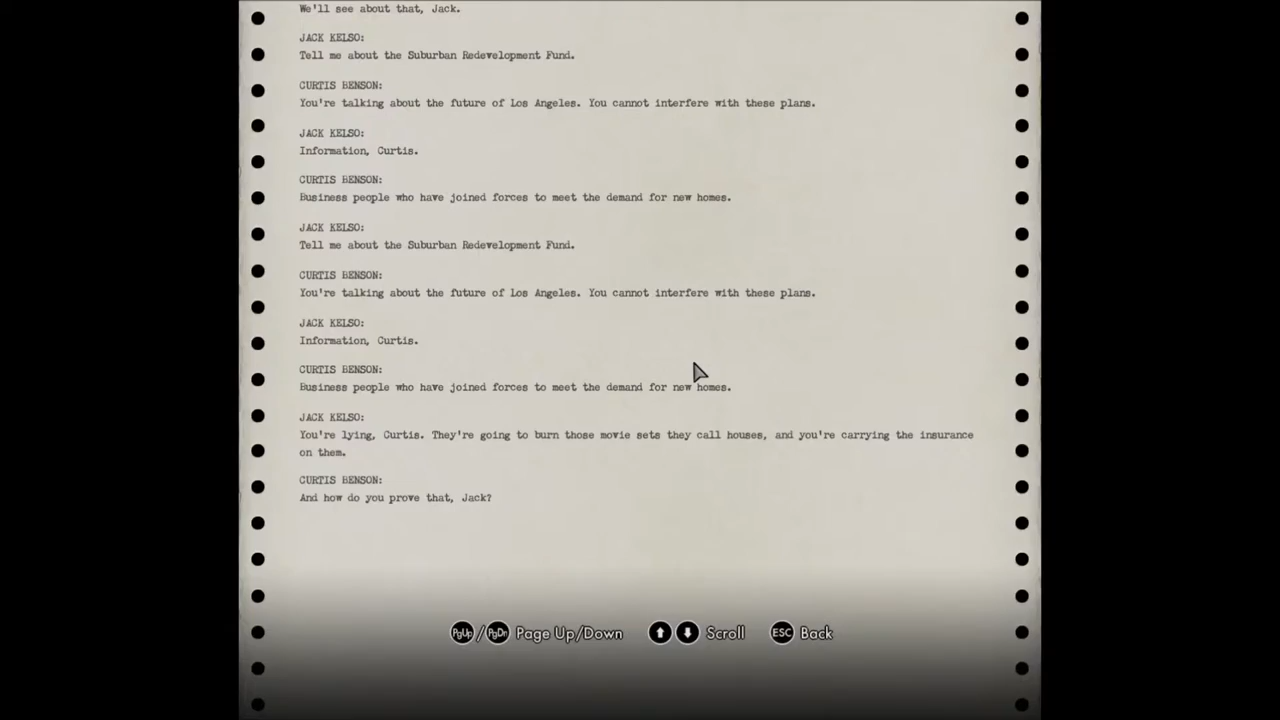 We'll see about that, Jack.
JACK KELSO:
Tell me about the Suburban Redevelopment Fund.
CURTIS BENSON:
You're talking about the future of Los Angeles. You cannot interfere with these plans.
JACK KELSO:
Information, Curtis.
CURTIS BENSON:
Business people who have joined forces to meet the demand for new homes.
JACK KELSO:
Tell me about the Suburban Redevelopment Fund.
CURTIS BENSON:
You're talking about the future of Los Angeles. You cannot interfere with these plans.
JACK KELSO:
Information, Curtis.
CURTIS BENSON:
Business people who have joined forces to meet the demand for new homes.
JACK KELSO:
You're lying, Curtis. They're going to burn those movie sets they call houses, and you're carrying the insurance
on them.
CURTIS BENSON:
And how do you prove that, Jack?
PgUp/PgDn Page Up/Down Scroll ESC Back